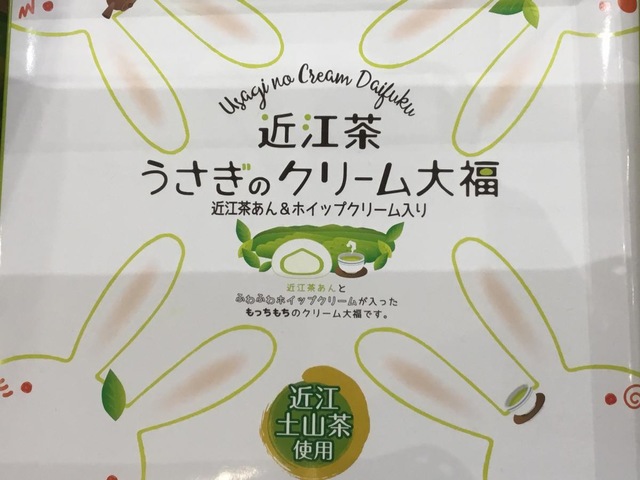 Usagi no Cream Daifuku
近江茶
うさぎのクリーム大福
近江茶あん&ホイップクリーム入り
近江茶あんと
ふわふわホイップクリームが入った
もっちもちのクリーム大福です。
近江
土山茶
使用